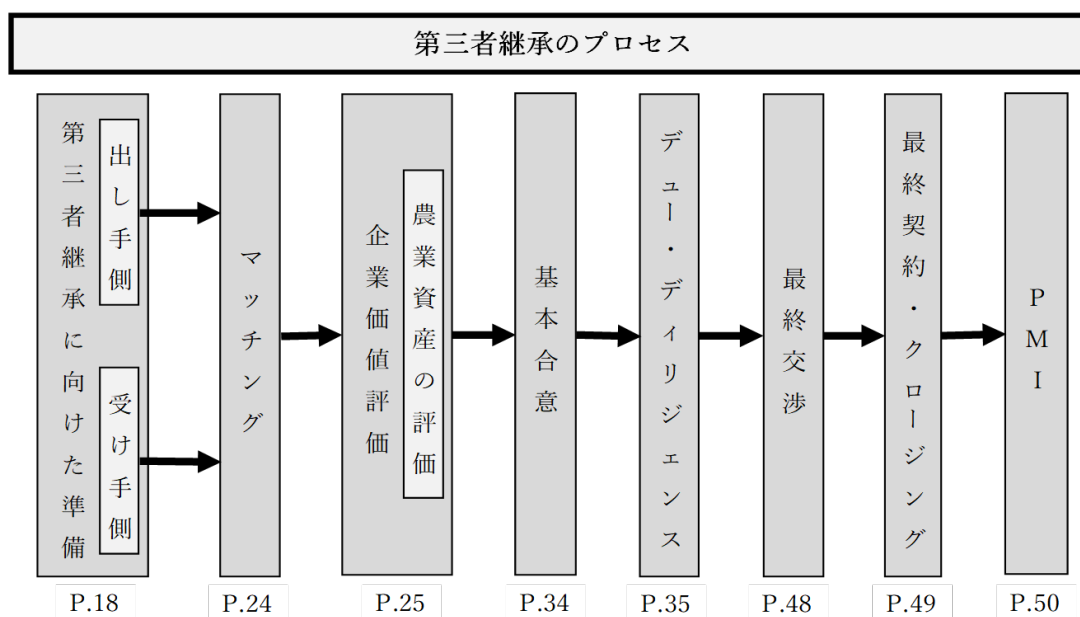 第三者継承のプロセス
第三者継承に向けた準備
出し手側
受け手側
マッチング
企業価値評価
農業資産の評価
基本合意
デュー・ディリジェンス
最終交渉
最終契約・クロージング
PMI
P.18
P.24
P.25
P.34
P.35
P.48
P.49
P.50